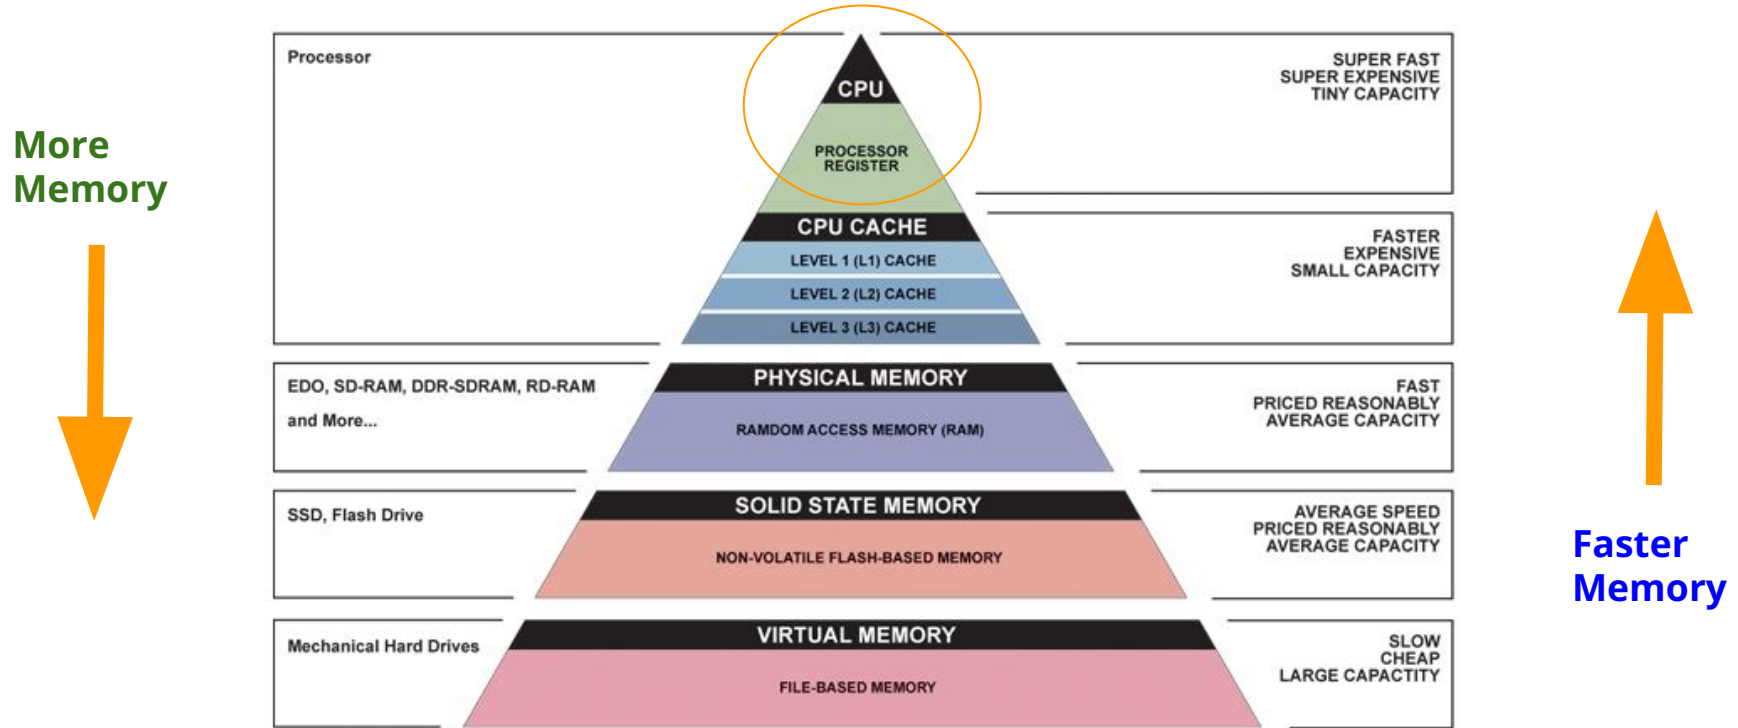 Processor
CPU
SUPER FAST
SUPER EXPENSIVE
TINY CAPACITY
More
Memory
PROCESSOR
REGISTER
CPU CACHE
LEVEL 1 (L1) CACHE
LEVEL 2 (L2) CACHE
LEVEL 3 (L3) CACHE
FASTER
EXPENSIVE
SMALL CAPACITY
EDO, SD-RAM, DDR-SDRAM, RD-RAM
and More...
PHYSICAL MEMORY
RAMDOM ACCESS MEMORY (RAM)
FAST
PRICED REASONABLY
AVERAGE CAPACITY
SSD, Flash Drive
SOLID STATE MEMORY
NON-VOLATILE FLASH-BASED MEMORY
AVERAGE SPEED
PRICED REASONABLY
AVERAGE CAPACITY
Faster
Memory
Mechanical Hard Drives
VIRTUAL MEMORY
FILE-BASED MEMORY
SLOW
CHEAP
LARGE CAPACTITY